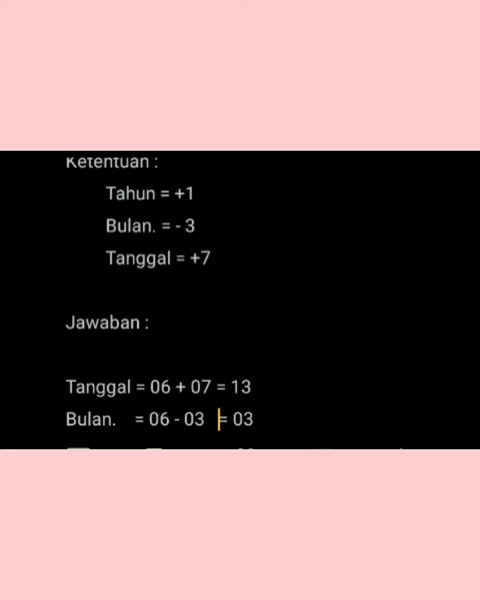 Ketentuan :
Tahun = +1
Bulan. = - 3
Tanggal = +7
Jawaban :
Tanggal = 06 + 07 = 13
Bulan. = 06 - 03 = 03